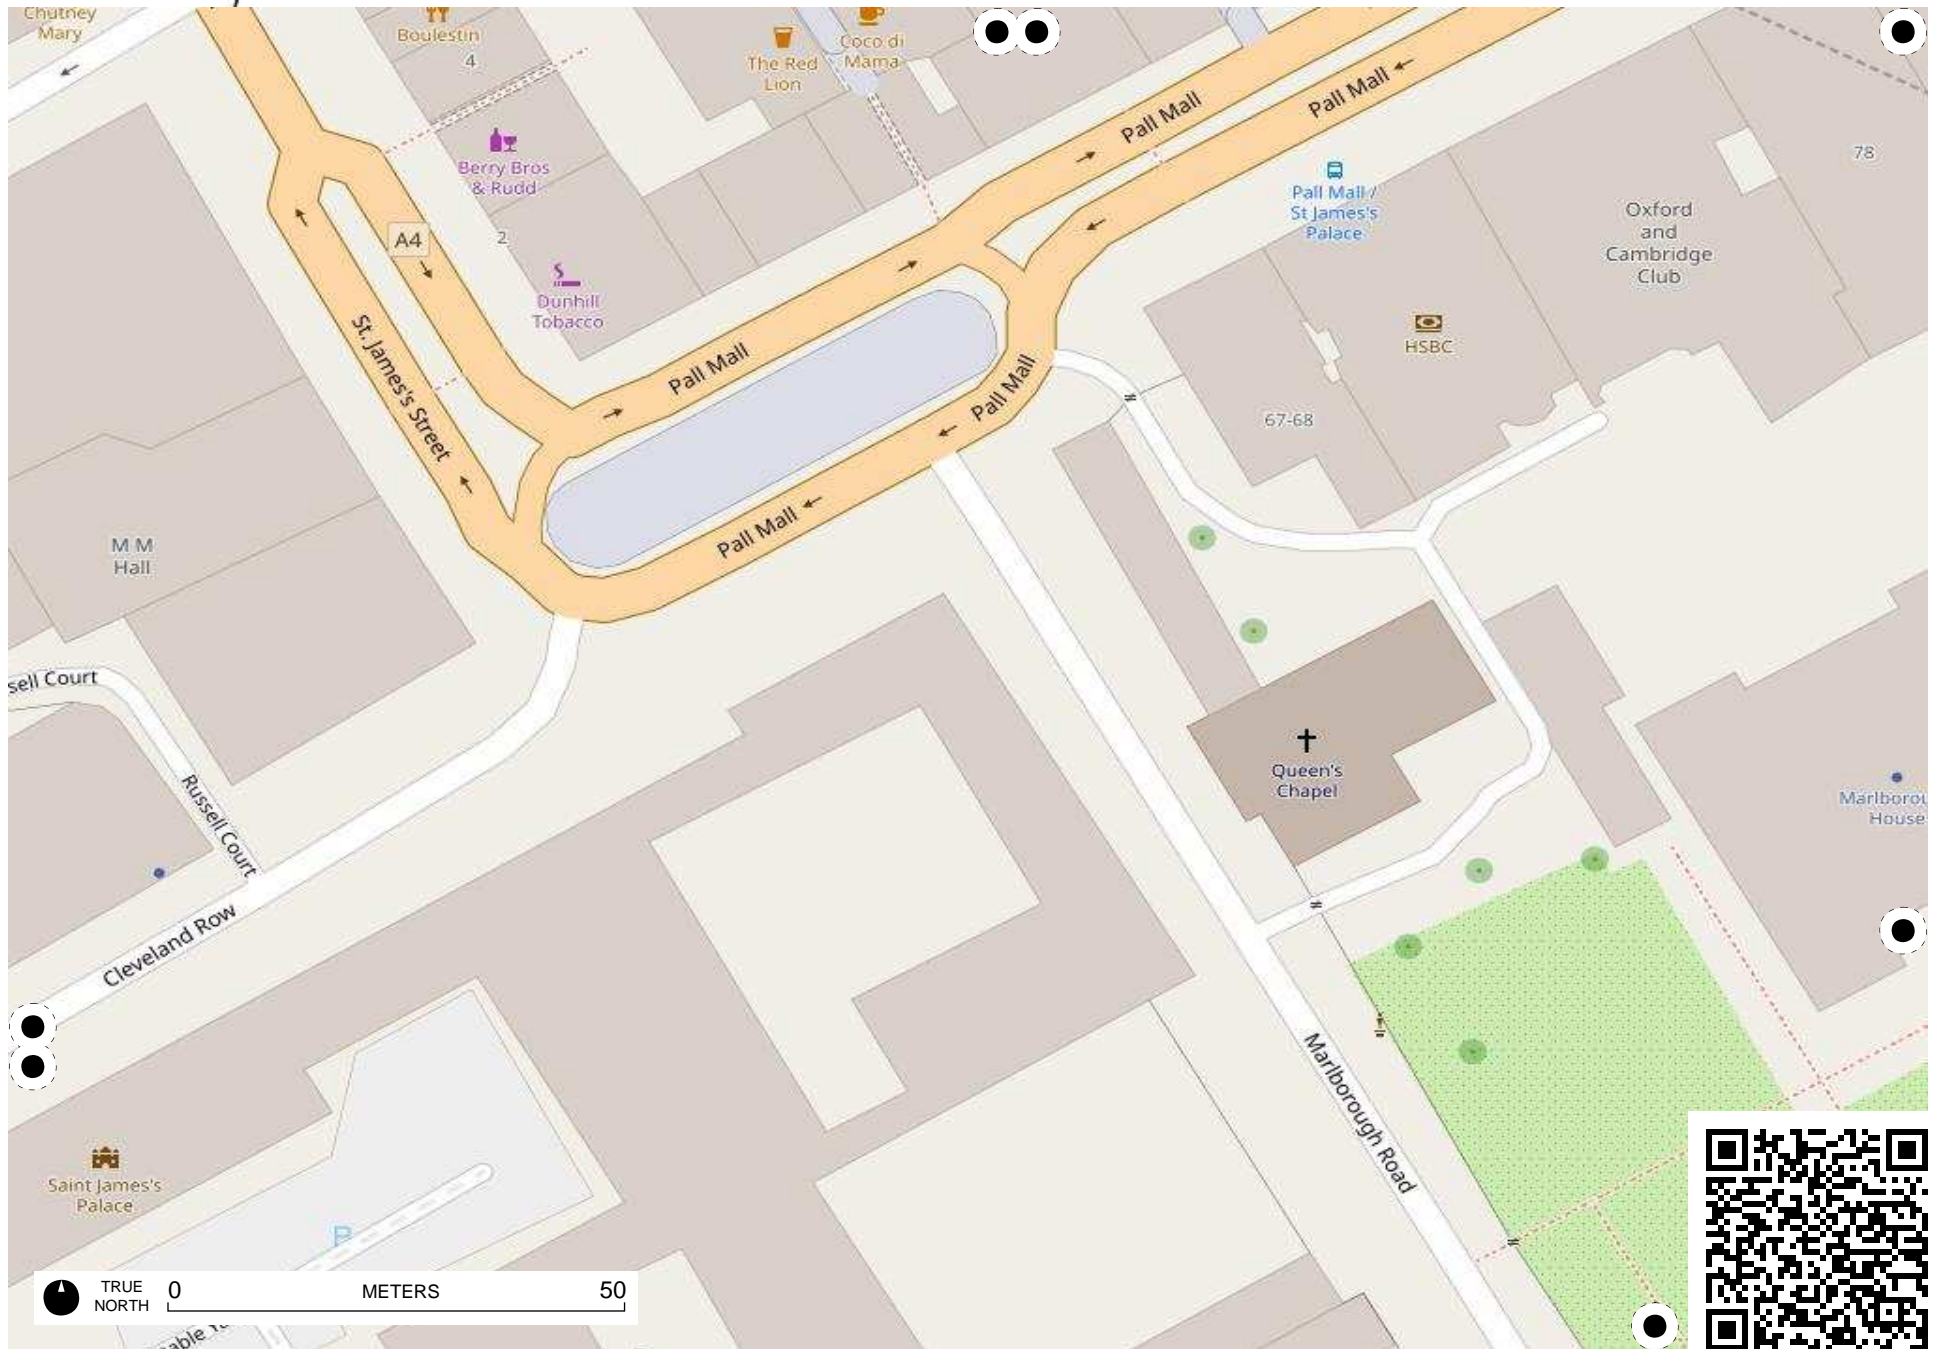 Chutney
Mary
Boulestin
4
The Red
Lion
Coco di
Mama
Pall Mall
Pall Mall
Berry Bros
& Rudd
Pall Mall /
St James's
Palace
78
Oxford
and
Cambridge
Club
A4
2
Dunhill
Tobacco
St. James's Street
Pall Mall
Pall Mall
HSBC
67-68
Pall Mall
M M
Hall
sell Court
Russell Court
Queen's
Chapel
Marlborou
House
Cleveland Row
Marlborough Road
Saint James's
Palace
P
TRUE
NORTH
0 METERS 50
able Ya